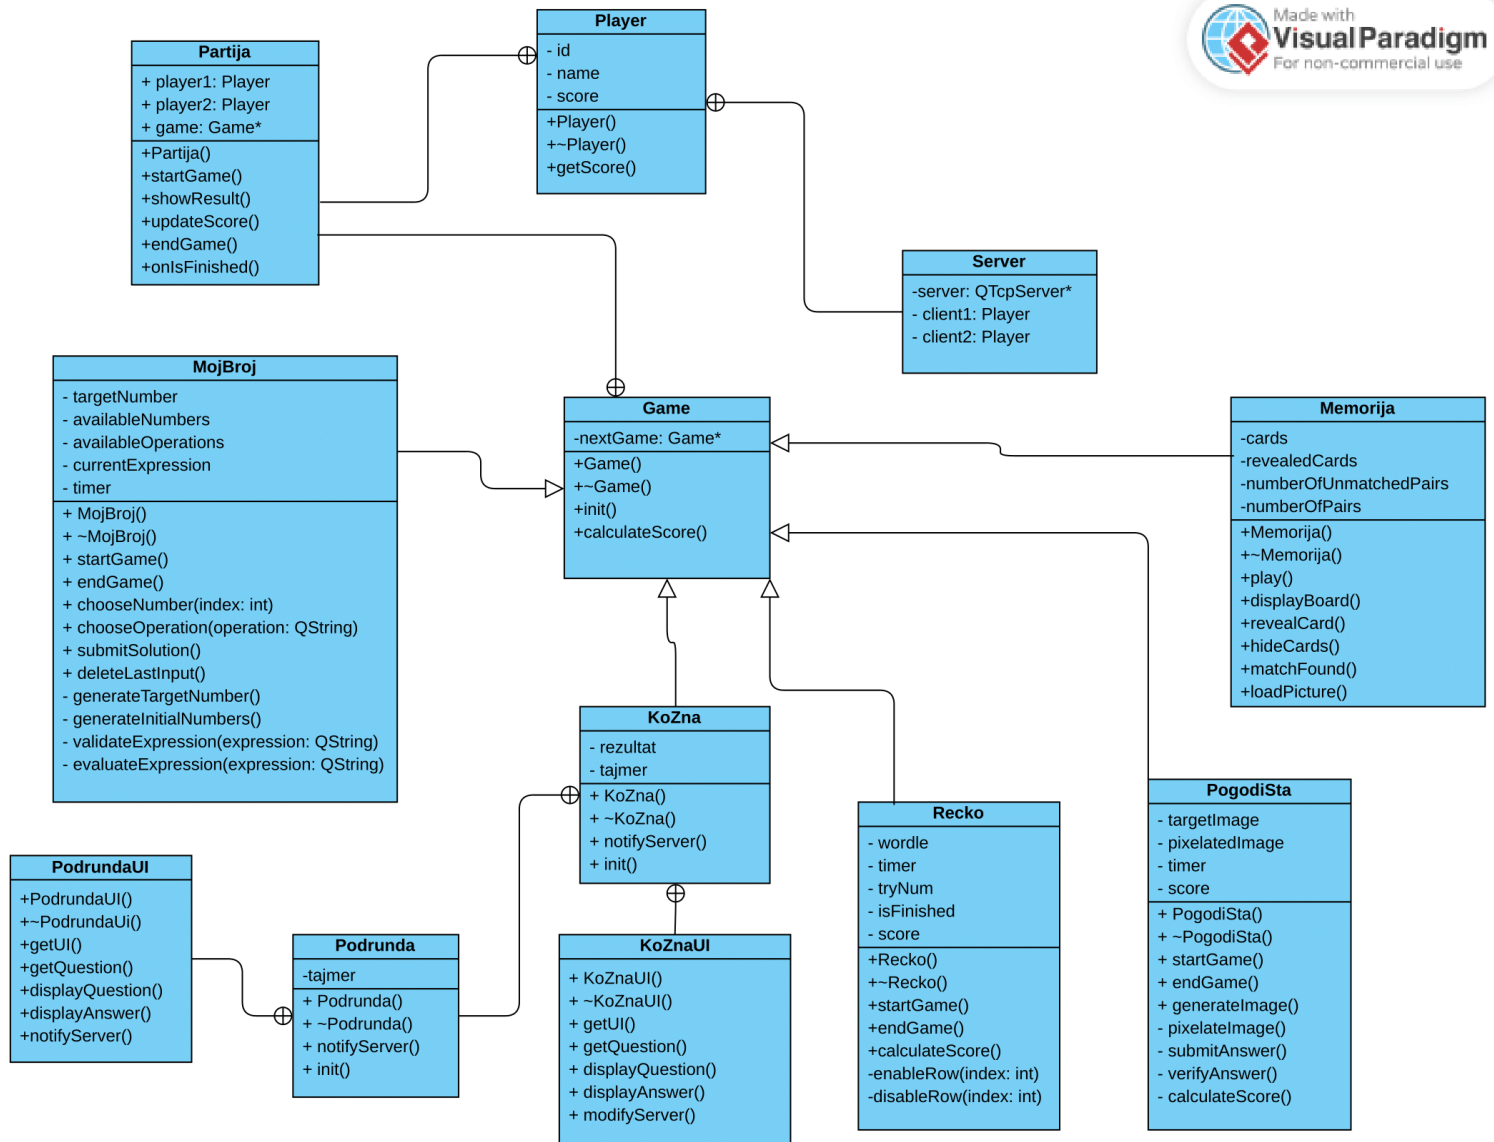 Made with
Visual Paradigm
For non-commercial use
Player
- id
- name
- score
+Player()
+~Player()
+getScore()
Partija
+ player1: Player
+ player2: Player
+ game: Game*
+Partija()
+startGame()
+showResult()
+updateScore()
+endGame()
+onIsFinished()
Server
-server: QTcpServer*
- client1: Player
- client2: Player
MojBroj
- targetNumber
- availableNumbers
- availableOperations
- currentExpression
- timer
+ MojBroj()
+ ~MojBroj()
+ startGame()
+ endGame()
+ chooseNumber(index: int)
+ chooseOperation(operation: QString)
+ submitSolution()
+ deleteLastInput()
- generateTargetNumber()
- generateInitialNumbers()
- validateExpression(expression: QString)
- evaluateExpression(expression: QString)
Game
-nextGame: Game*
+Game()
+~Game()
+init()
+calculateScore()
Memorija
-cards
-revealedCards
-numberOfUnmatchedPairs
-numberOfPairs
+Memorija()
+~Memorija()
+play()
+displayBoard()
+revealCard()
+hideCards()
+matchFound()
+loadPicture()
KoZna
- rezultat
- tajmer
+ KoZna()
+ ~KoZna()
+ notifyServer()
+ init()
Recko
- wordle
- timer
- tryNum
- isFinished
- score
+Recko()
+~Recko()
+startGame()
+endGame()
+calculateScore()
-enableRow(index: int)
-disableRow(index: int)
PogodiSta
- targetImage
- pixelatedImage
- timer
- score
+ PogodiSta()
+ ~PogodiSta()
+ startGame()
+ endGame()
+ generateImage()
- pixelateImage()
- submitAnswer()
- verifyAnswer()
- calculateScore()
PodrundaUI
+PodrundaUI()
+~PodrundaUi()
+getUI()
+getQuestion()
+displayQuestion()
+displayAnswer()
+notifyServer()
Podrunda
-tajmer
+ Podrunda()
+ ~Podrunda()
+ notifyServer()
+ init()
KoZnaUI
+ KoZnaUI()
+ ~KoZnaUI()
+ getUI()
+ getQuestion()
+ displayQuestion()
+ displayAnswer()
+ modifyServer()